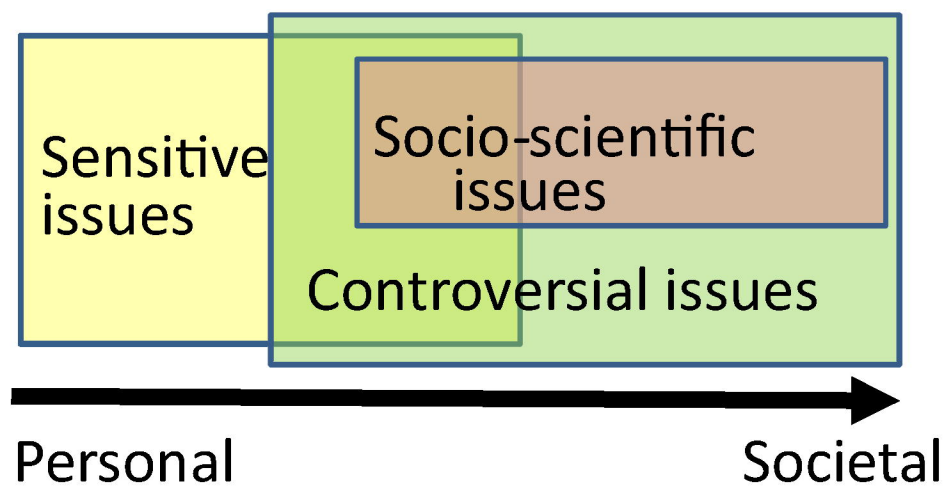 Sensitive
issues
Socio-scientific
issues
Controversial issues
Personal
Societal